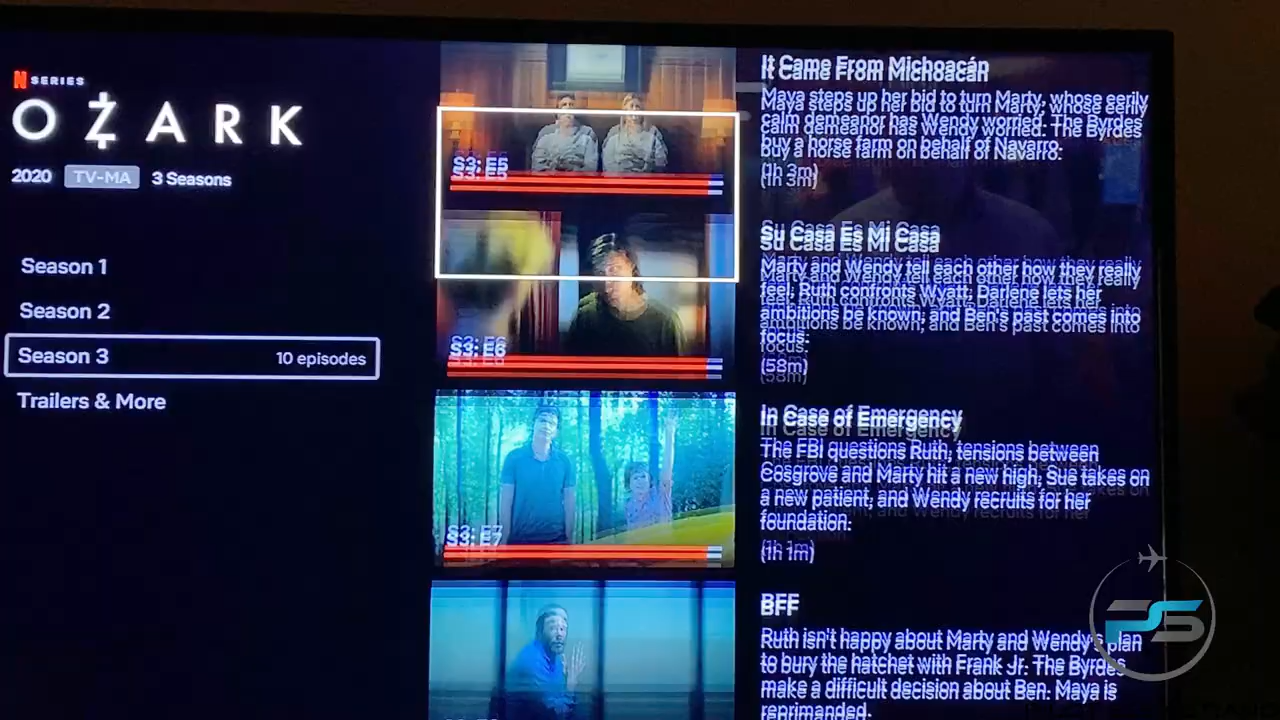 N SERIES
OZARK
2020 TV-MA 3 Seasons
Season 1
Season 2
Season 3 10 episodes
Trailers & More
S3: E5
S3: E6
S3: E7
It Came From Michoacán
Maya steps up her bid to turn Marty, whose eerily
calm demeanor has Wendy worried. The Byrdes
buy a horse farm on behalf of Navarro.
(1h 3m)
Su Casa Es Mi Casa
Marty and Wendy tell each other how they really
feel, Ruth confronts Wyatt, Darlene lets her
ambitions be known, and Ben's past comes into
focus.
(58m)
In Case of Emergency
The FBI questions Ruth, tensions between
Cosgrove and Marty hit a new high, Sue takes on
a new patient, and Wendy recruits for her
foundation.
(1h 1m)
BFF
Ruth isn't happy about Marty and Wendy's plan
to bury the hatchet with Frank Jr. The Byrdes
make a difficult decision about Ben. Maya is
reprimanded.
PS